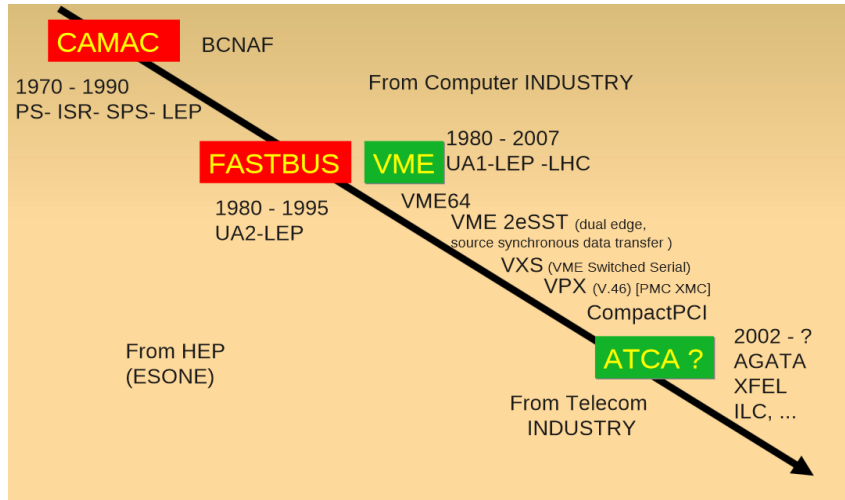 CAMAC
BCNAF
1970 - 1990
PS- ISR- SPS- LEP
From Computer INDUSTRY
FASTBUS
VME
1980 - 2007
UA1-LEP -LHC
1980 - 1995
UA2-LEP
VME64
VME 2eSST (dual edge,
source synchronous data transfer )
VXS (VME Switched Serial)
VPX (V.46) [PMC XMC]
CompactPCI
ATCA ?
2002 - ?
AGATA
XFEL
ILC, ...
From HEP
(ESONE)
From Telecom
INDUSTRY